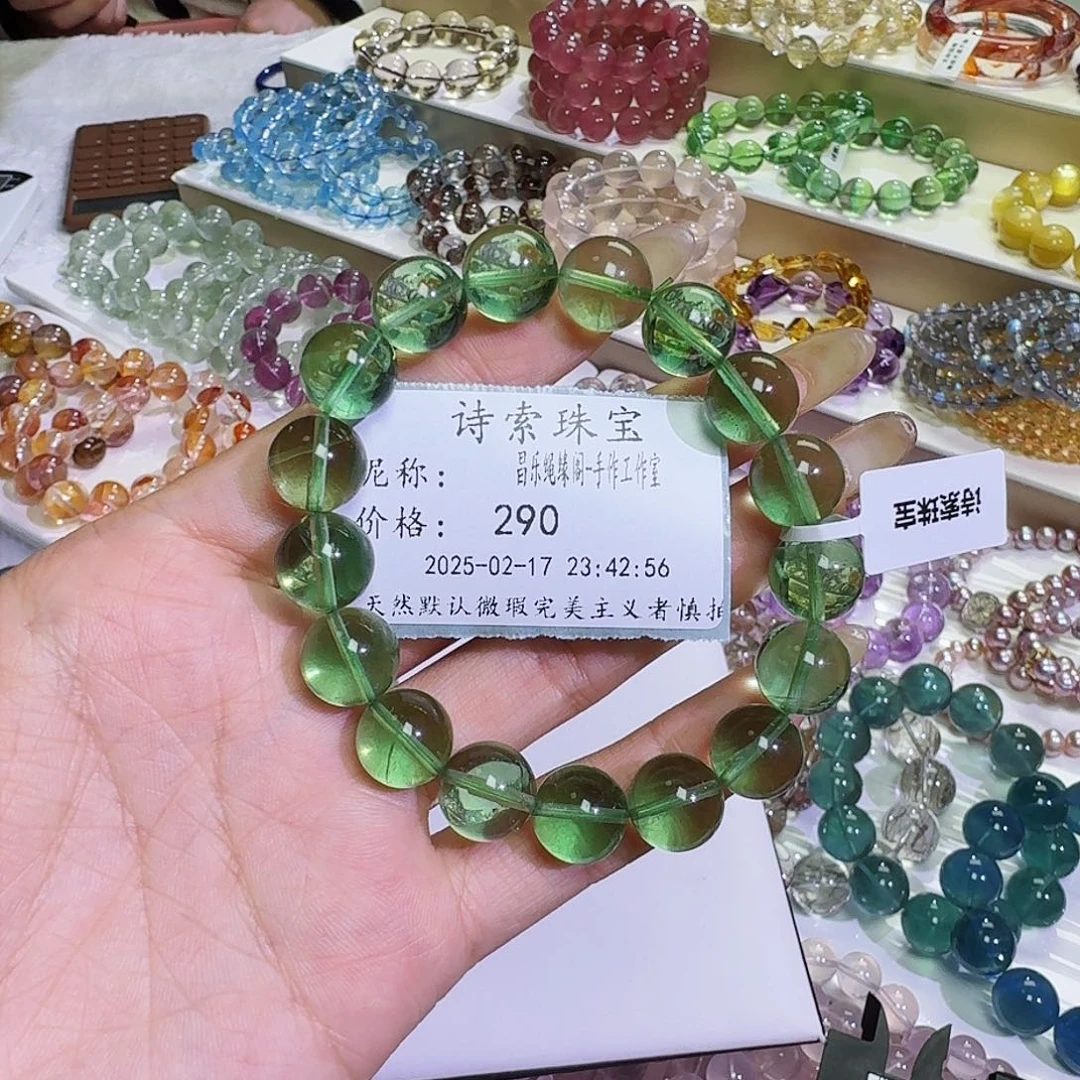 诗索珠宝
昵称： 昌乐绳辣阁-手作工作室
价格： 290
2025-02-17 23:42:56
天然默认微瑕完美主义者慎拍
诗索珠宝